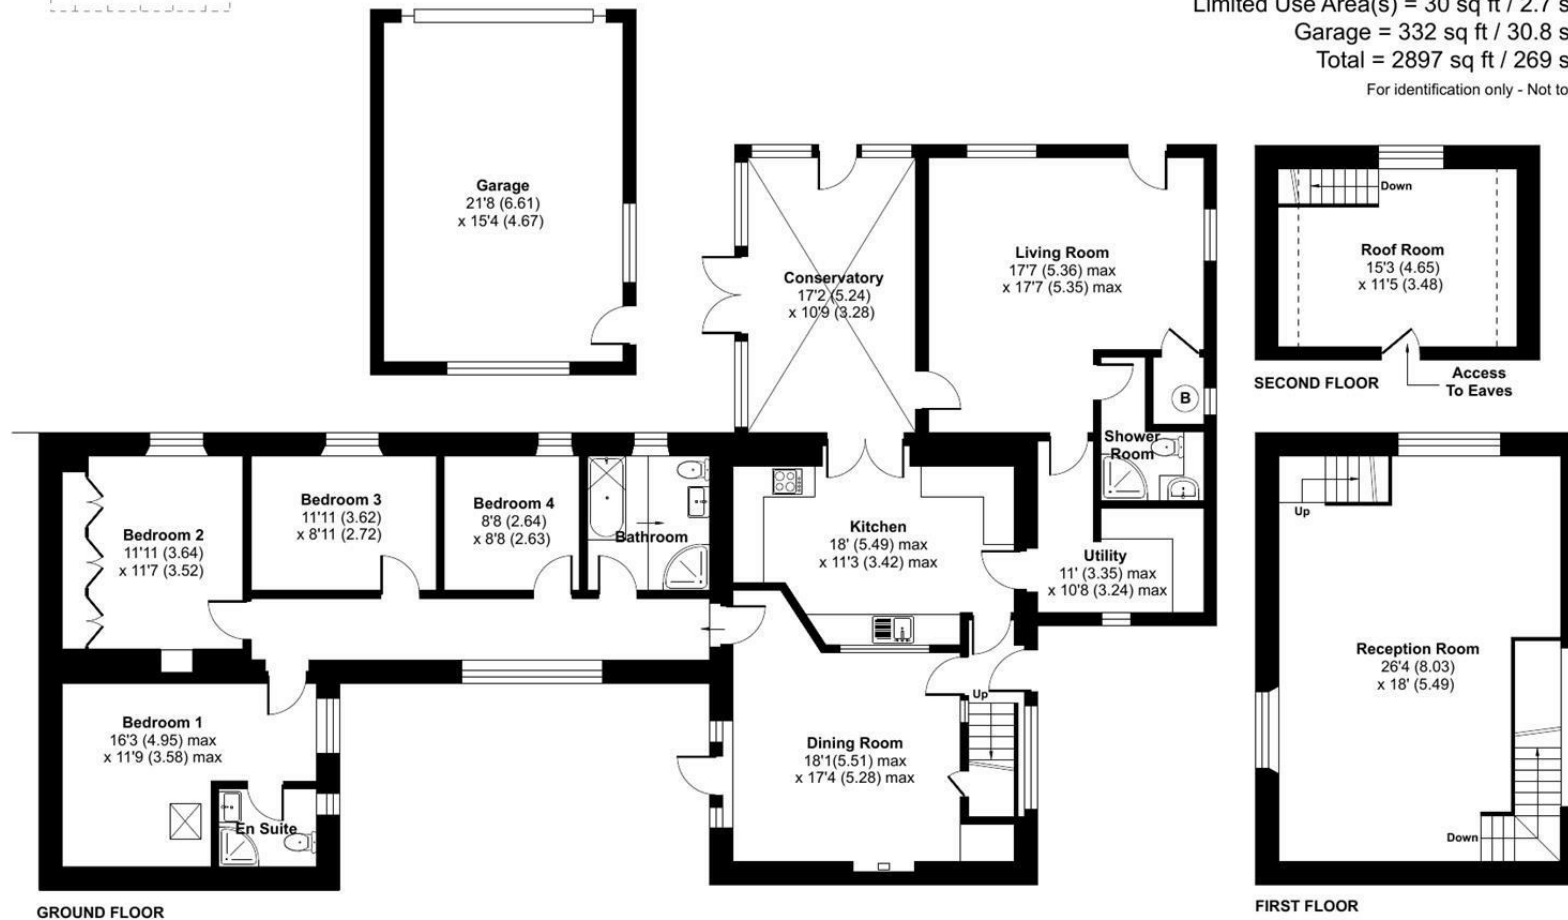 Limited Use Area(s) = 30 sq ft / 2.7 s
Garage = 332 sq ft / 30.8 s
Total = 2897 sq ft / 269 s
For identification only - Not to
Garage
21'8 (6.61)
x 15'4 (4.67)
Conservatory
17'2 (5.24)
x 10'9 (3.28)
Living Room
17'7 (5.36) max
x 17'7 (5.35) max
Down
Roof Room
15'3 (4.65)
x 11'5 (3.48)
SECOND FLOOR
Access
To Eaves
B
Shower
Room
Bedroom 2
11'11 (3.64)
x 11'7 (3.52)
Bedroom 3
11'11 (3.62)
x 8'11 (2.72)
Bedroom 4
8'8 (2.64)
x 8'8 (2.63)
Bathroom
Kitchen
18' (5.49) max
x 11'3 (3.42) max
Utility
11' (3.35) max
x 10'8 (3.24) max
Up
Reception Room
26'4 (8.03)
x 18' (5.49)
Down
Bedroom 1
16'3 (4.95) max
x 11'9 (3.58) max
En Suite
Up
Dining Room
18'1(5.51) max
x 17'4 (5.28) max
GROUND FLOOR
FIRST FLOOR